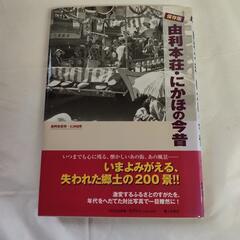 保存版
由利本荘・にかほの今昔
いつまでも心に残る、懐かしいあの街、あの風景──
いまよみがえる、
失われた郷土の200景!!
激変するふるさとのすがたを、
年代をへだてた対比写真で一目瞭然に!